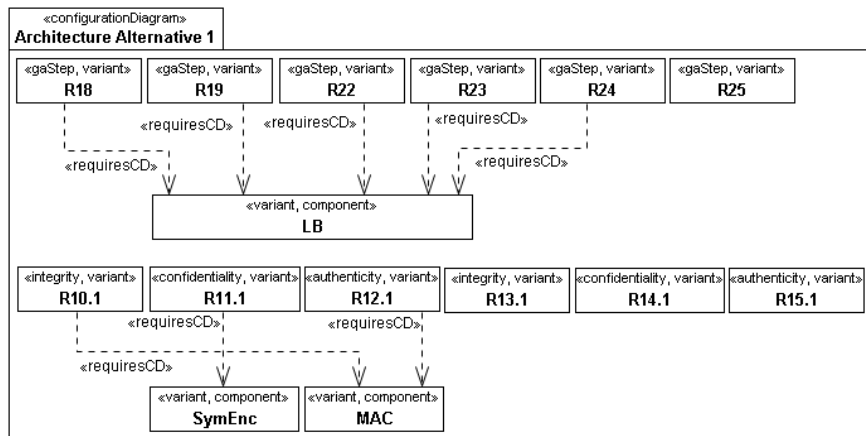 «configurationDiagram»
Architecture Alternative 1
«gaStep, variant» «gaStep, variant» «gaStep, variant» «gaStep, variant» «gaStep, variant» «gaStep, variant»
R18 R19 R22 R23 R24 R25
«requiresCD» «requiresCD» «requiresCD»
«requiresCD» «requiresCD»
«variant, component»
LB
«integrity, variant» «confidentiality, variant» «authenticity, variant» «integrity, variant» «confidentiality, variant» «authenticity, variant»
R10.1 R11.1 R12.1 R13.1 R14.1 R15.1
«requiresCD» «requiresCD»
«requiresCD»
«variant, component» «variant, component»
SymEnc MAC